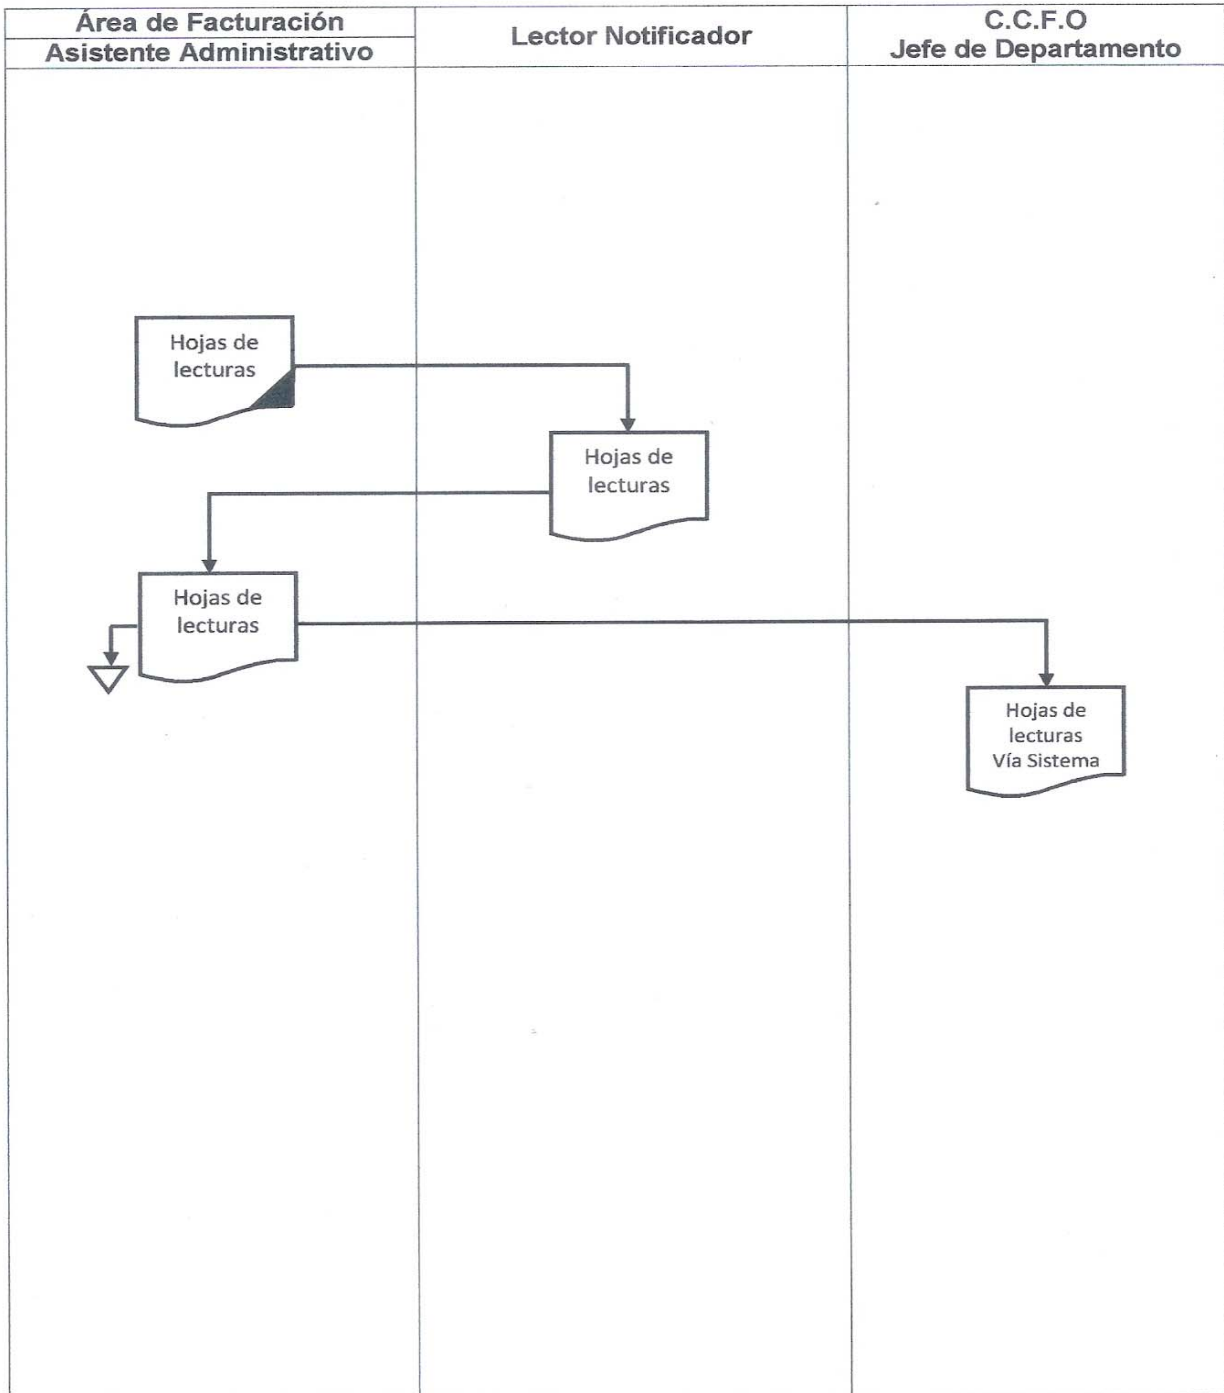 Área de Facturación
Asistente Administrativo
Lector Notificador
C.C.F.O
Jefe de Departamento
Hojas de
lecturas
Hojas de
lecturas
Hojas de
lecturas
Hojas de
lecturas
Vía Sistema